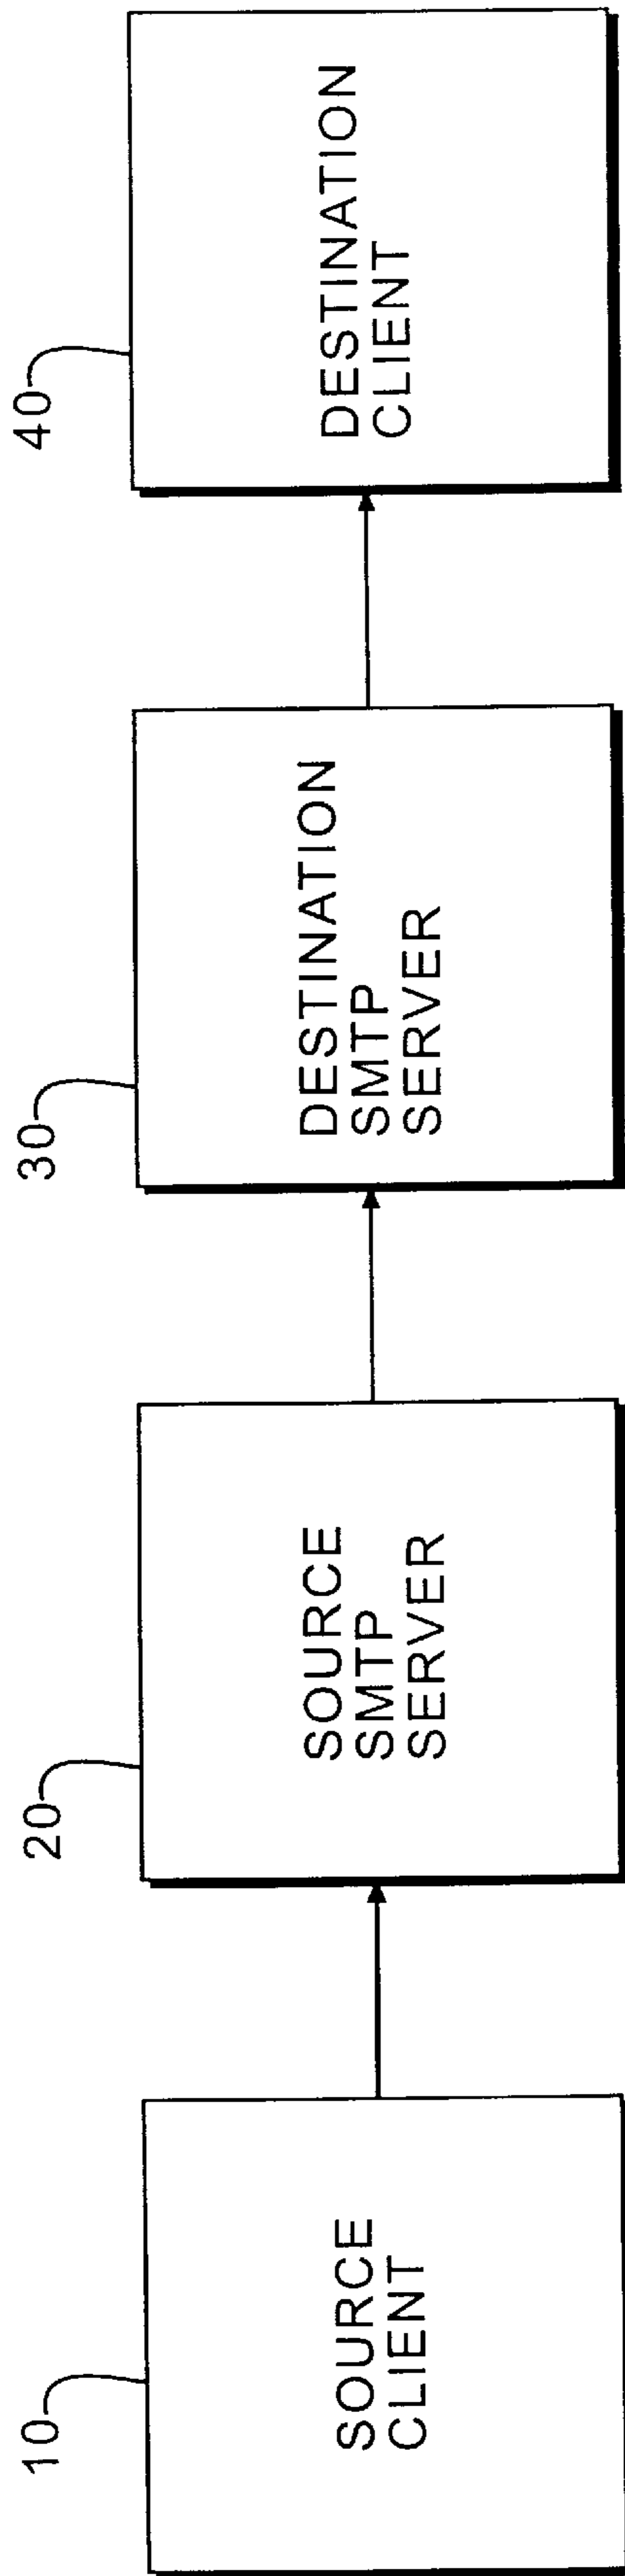 10
SOURCE
CLIENT
20
SOURCE
SMTP
SERVER
30
DESTINATION
SMTP
SERVER
40
DESTINATION
CLIENT